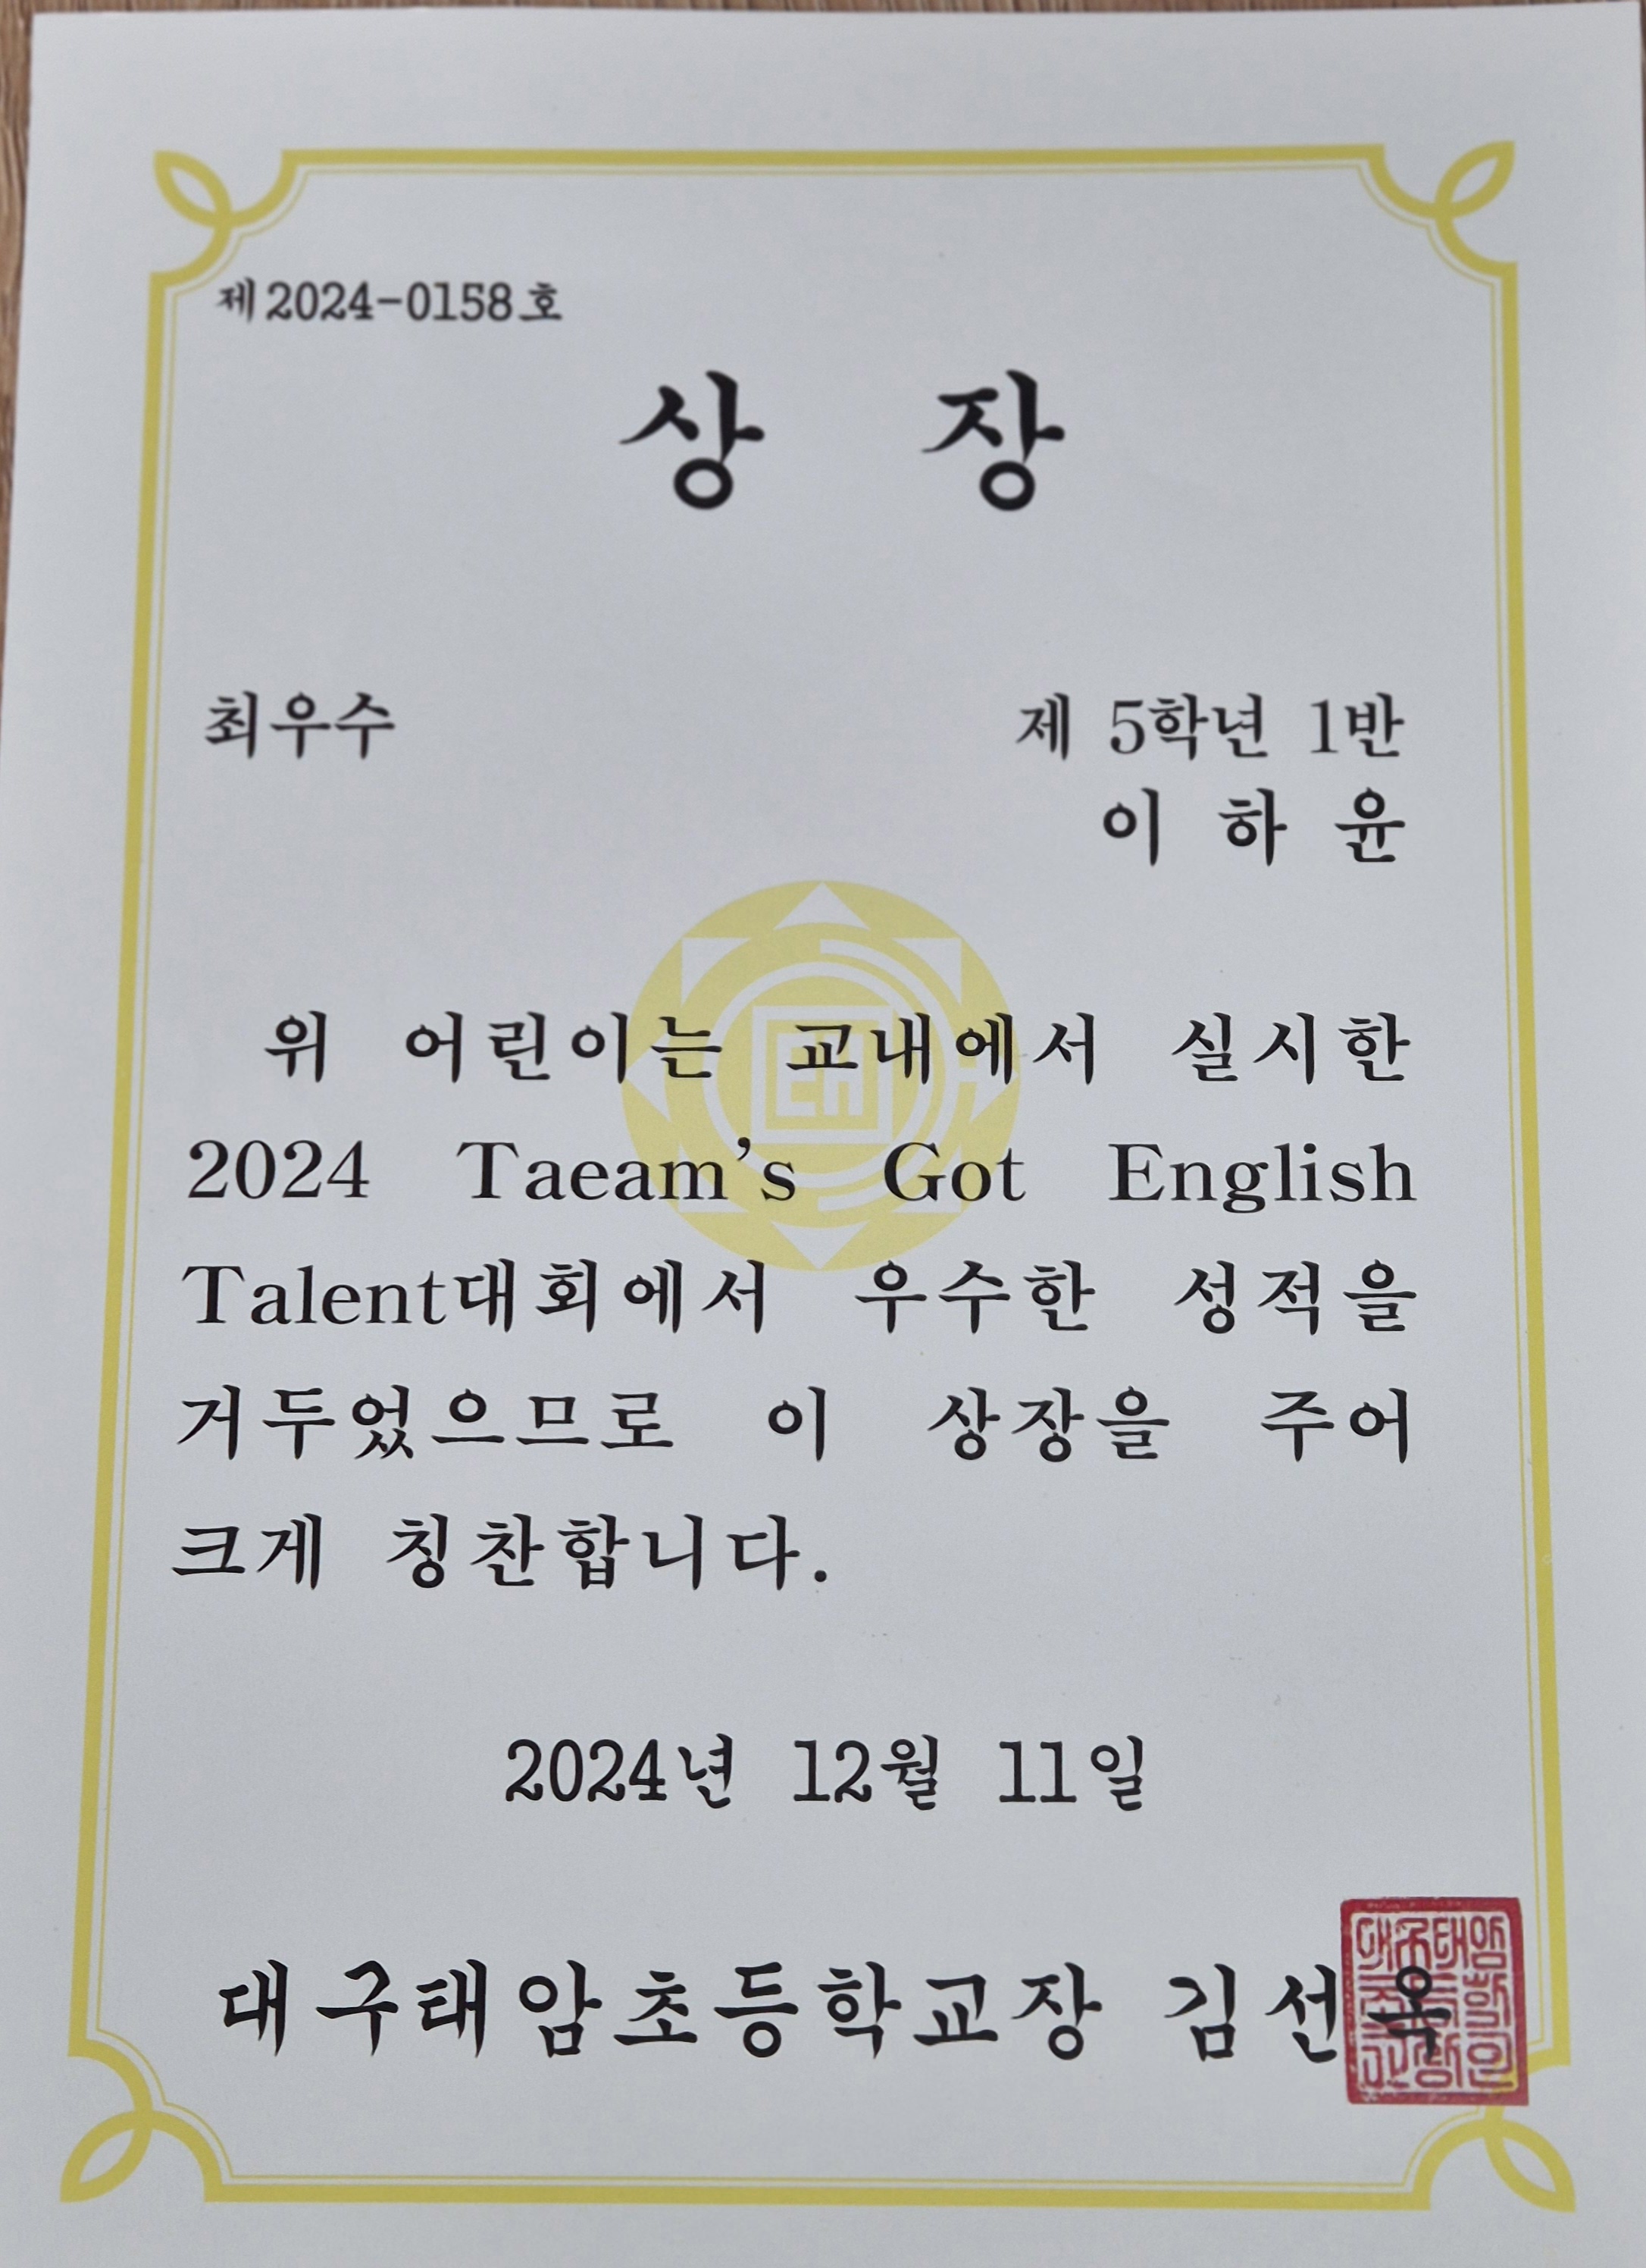 제2024-0158호
상 장
최우수
제 5학년 1반
이 하 윤
위 어린이는 교내에서 실시한
2024 Taeam's Got English
Talent대회에서 우수한 성적을
거두었으므로 이 상장을 주어
크게 칭찬합니다.
2024년 12월 11일
대구태암초등학교장 김선옥